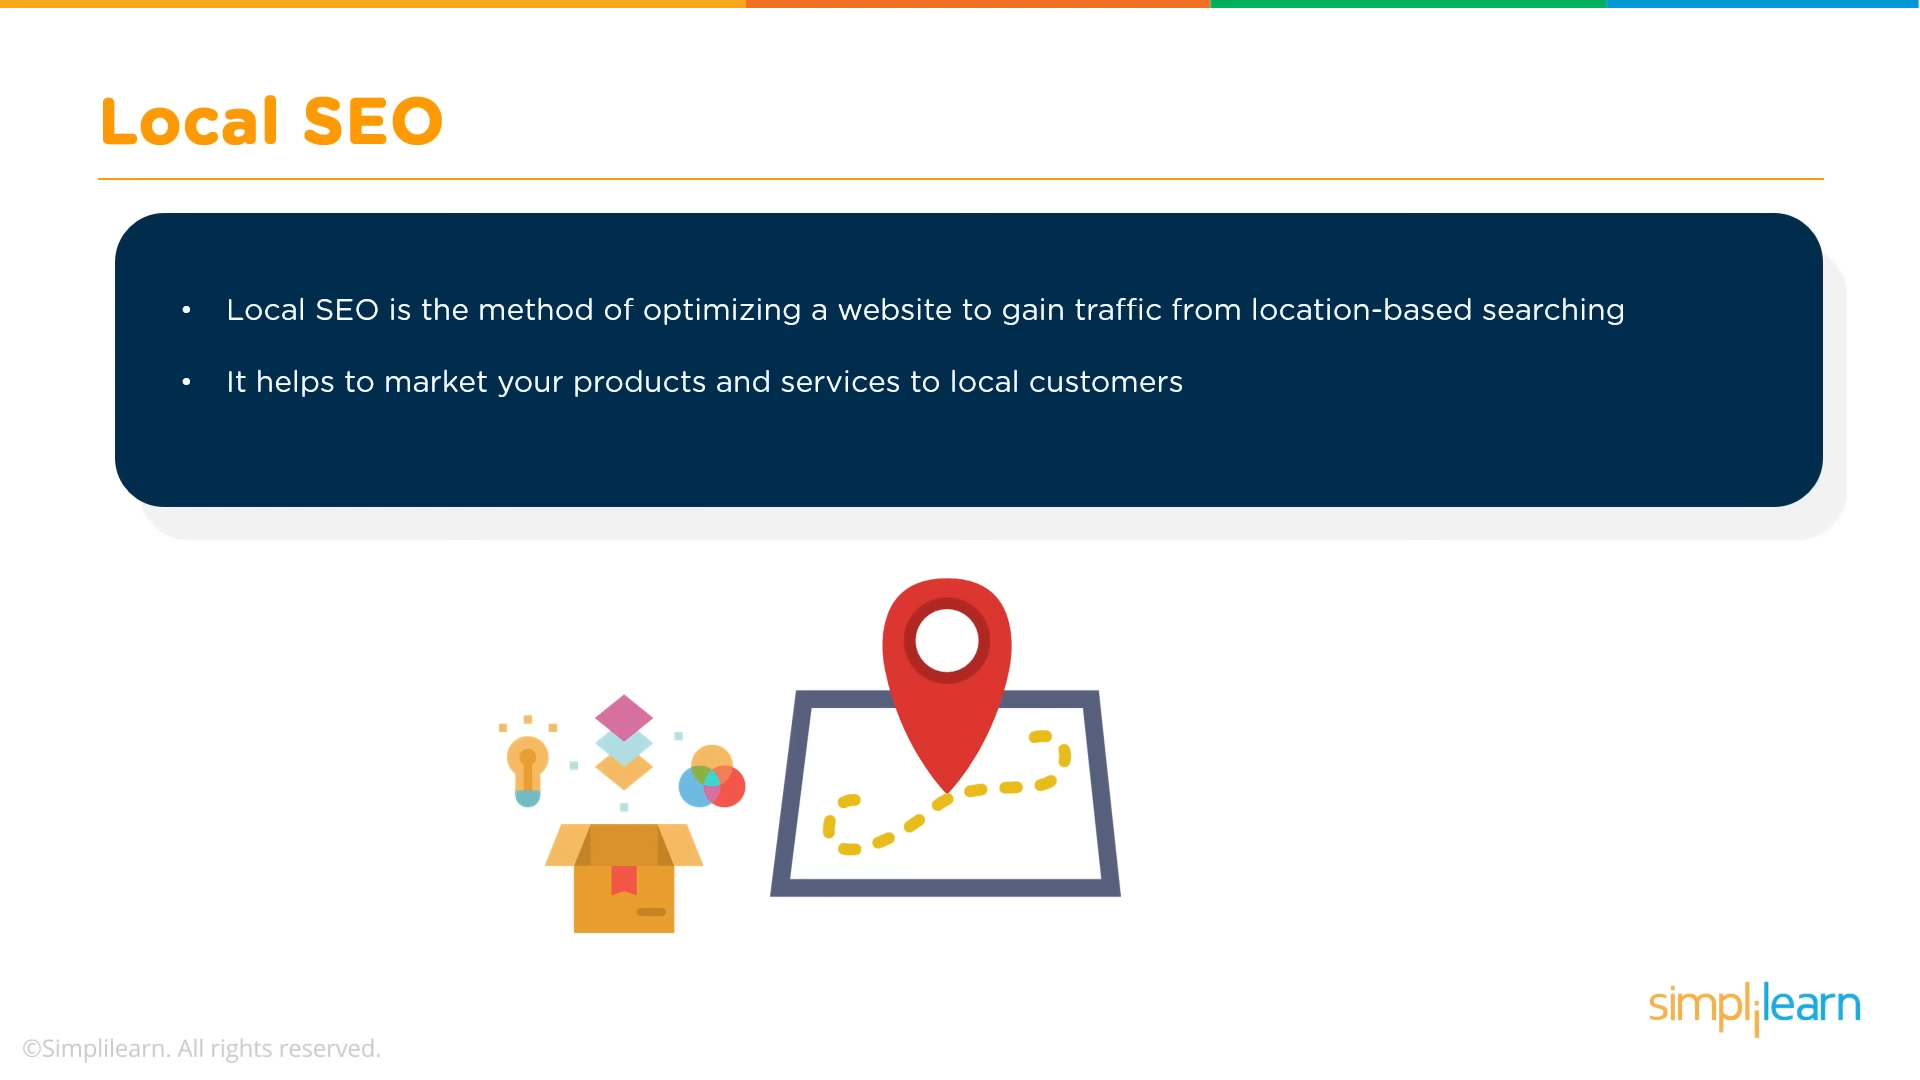 Local SEO
• Local SEO is the method of optimizing a website to gain traffic from location-based searching
• It helps to market your products and services to local customers
simplilearn
©Simplilearn. All rights reserved.